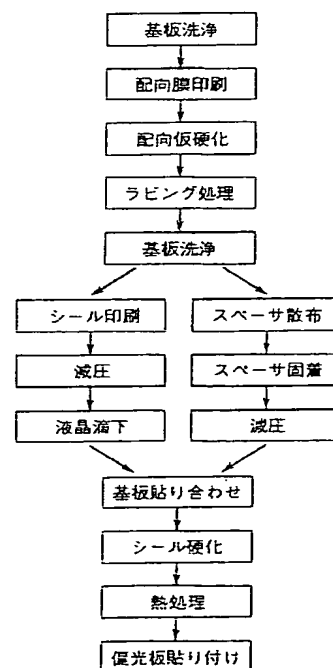 基板洗浄
配向膜印刷
配向仮硬化
ラビング処理
基板洗浄
シール印刷
スペーサ散布
減圧
スペーサ固着
液晶滴下
減圧
基板貼り合わせ
シール硬化
熱処理
偏光板貼り付け